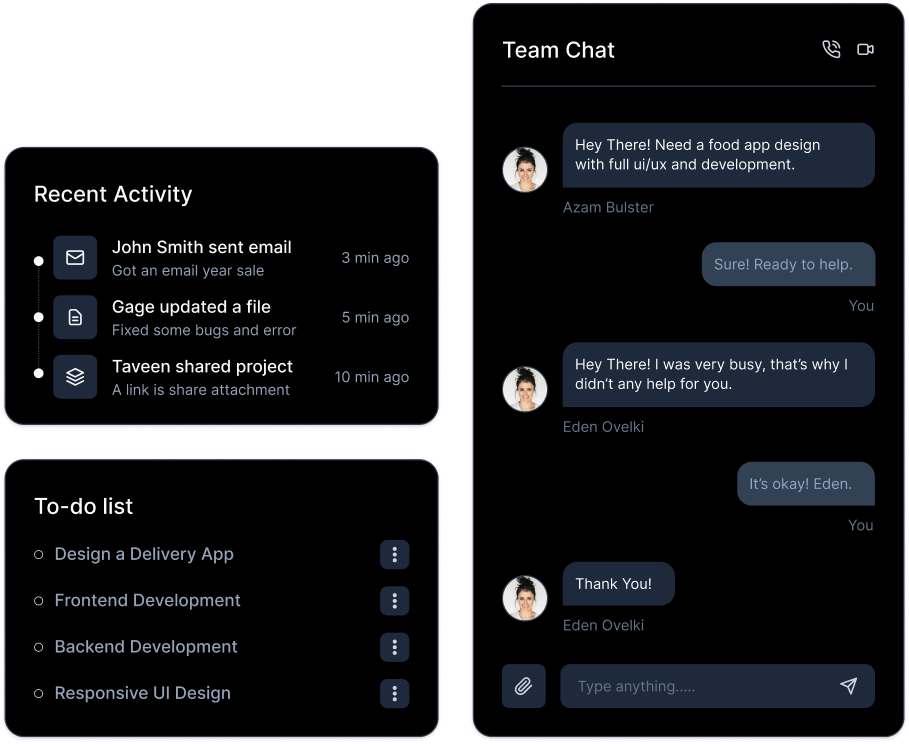 Recent Activity
John Smith sent email
Got an email year sale
3 min ago
Gage updated a file
Fixed some bugs and error
5 min ago
Taveen shared project
A link is share attachment
10 min ago
To-do list
Design a Delivery App
Frontend Development
Backend Development
Responsive UI Design
Team Chat
Hey There! Need a food app design
with full ui/ux and development.
Azam Bulster
Sure! Ready to help.
You
Hey There! I was very busy, that’s why I
didn’t any help for you.
Eden Ovelki
It’s okay! Eden.
You
Thank You!
Eden Ovelki
Type anything.....